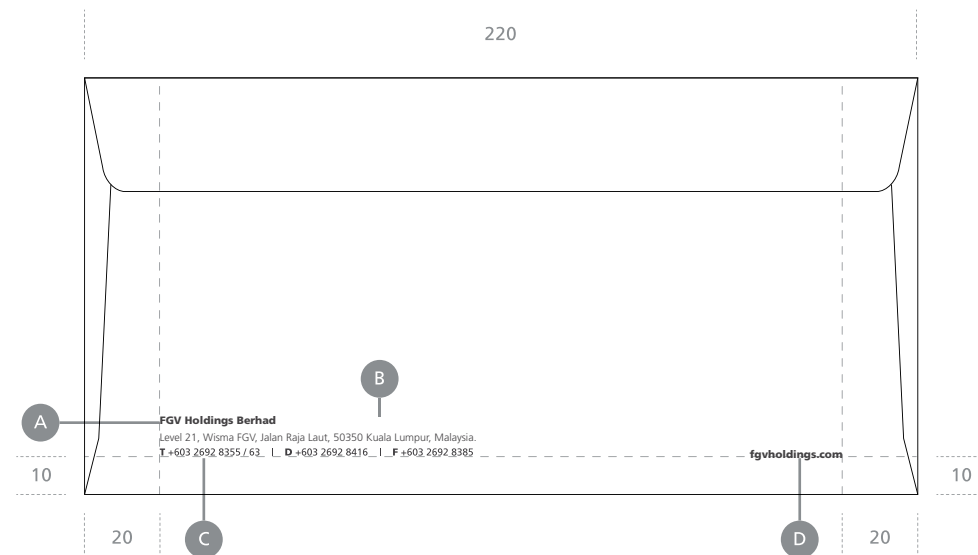 220
B
A
FGV Holdings Berhad
Level 21, Wisma FGV, Jalan Raja Laut, 50350 Kuala Lumpur, Malaysia.
T +603 2692 8355 / 63 | D +603 2692 8416 | F +603 2692 8385
fgvholdings.com
10
10
20
C
D
20